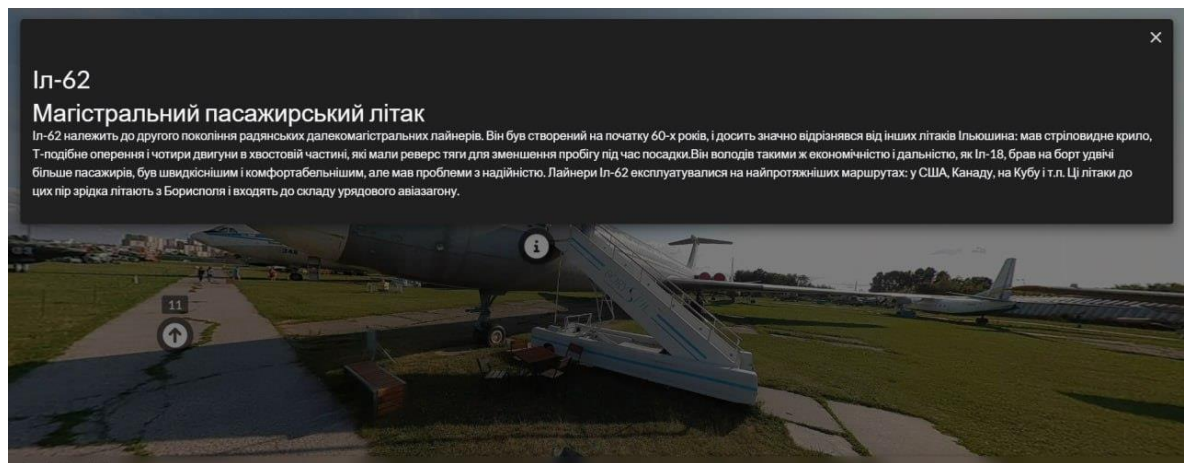 Іл-62
Магістральний пасажирський літак
Іл-62 належить до другого покоління радянських далекомагістральних лайнерів. Він був створений на початку 60-х років, і досить значно відрізнявся від інших літаків Ільюшина: мав стріловидне крило,
Т-подібне оперення і чотири двигуни в хвостовій частині, які мали реверс тяги для зменшення пробігу під час посадки.Він володів такими ж економічністю і дальністю, як Іл-18, брав на борт удвічі
більше пасажирів, був швидкіснішим і комфортабельнішим, але мав проблеми з надійністю. Лайнери Іл-62 експлуатувалися на найпротяжніших маршрутах: у США, Канаду, на Кубу і т.п. Ці літаки до
цих пір зрідка літають з Борисполя і входять до складу урядового авіазагону.
11